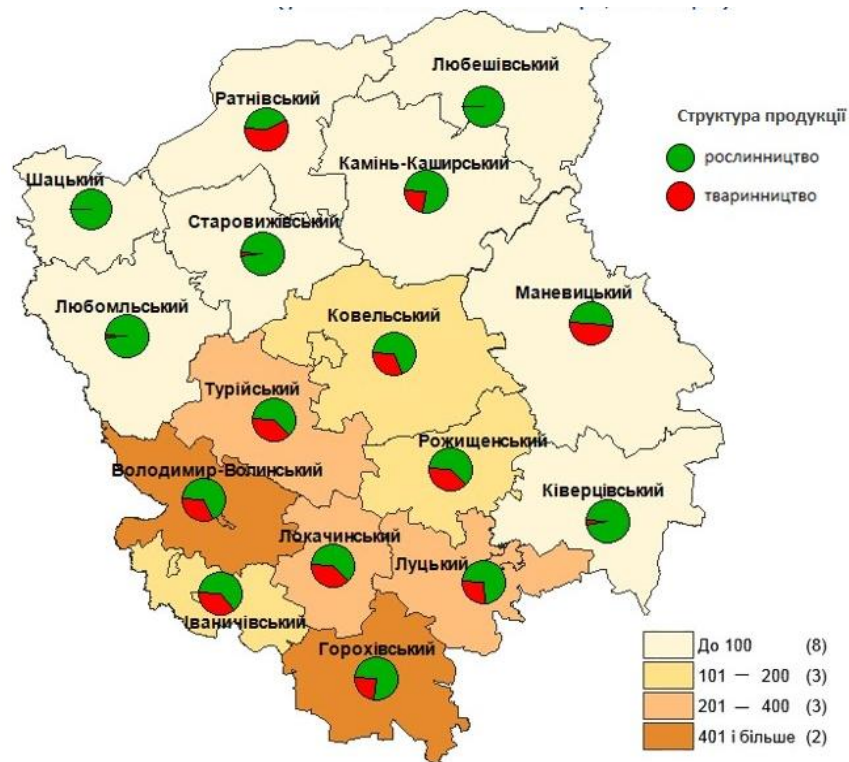 Любешівський
Ратнівський
Структура продукції
рослинництво
Камінь-Каширський
Шацький
тваринництво
Старовижівський
Маневицький
Любомльський
Ковельський
Турійський
Рожищенський
Володимир-Волинський
Ківерцівський
Локачинський
Луцький
Іваничівський
Горохівський
До 100 (8)
101 — 200 (3)
201 — 400 (3)
401 і більше (2)